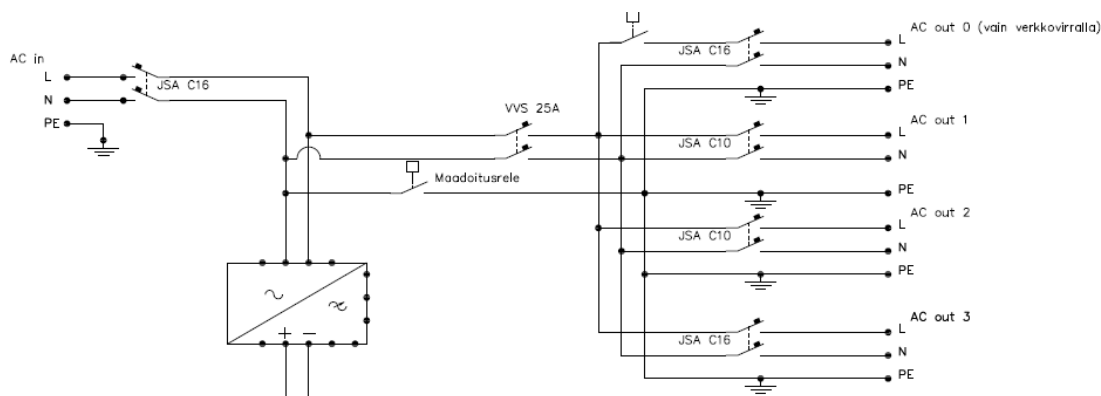 AC in
L
N
PE
JSA C16
VVS 25A
Maadoitusrele
+ −
JSA C16
L
N
PE
AC out 0 (vain verkkovirralla)
JSA C10
L
N
PE
AC out 1
JSA C10
L
N
PE
AC out 2
JSA C16
L
N
PE
AC out 3